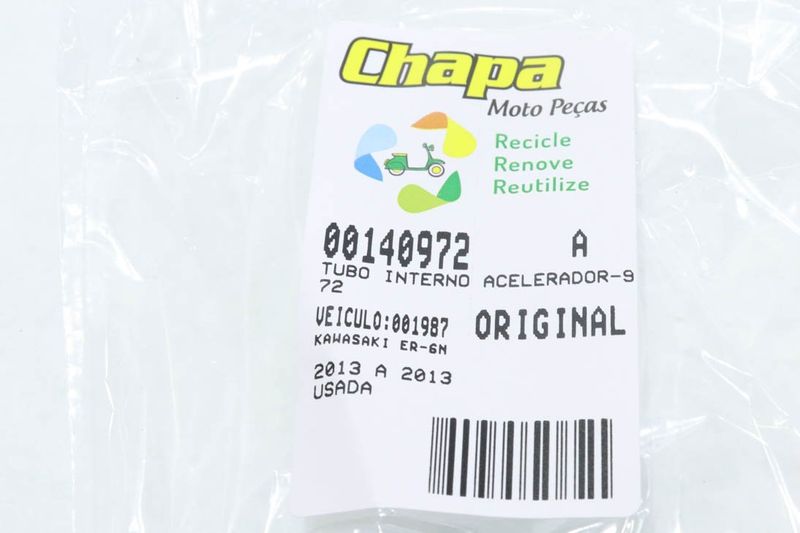 Chapa
Moto Peças
Recicle
Renove
Reutilize
00140972 A
TUBO INTERNO ACELERADOR-9
72
VEICULO:001987 ORIGINAL
KAWASAKI ER-6N
2013 A 2013
USADA